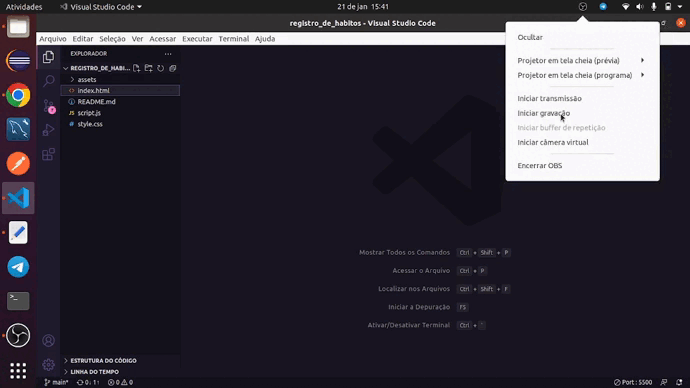 Atividades
Visual Studio Code
21 de jan 15:41
registro_de_habitos - Visual Studio Code
Arquivo Editar Seleção Ver Acessar Executar Terminal Ajuda
EXPLORADOR
REGISTRO_DE_HABI...
assets
index.html
README.md
script.js
style.css
Ocultar
Projetor em tela cheia (prévia)
Projetor em tela cheia (programa)
Iniciar transmissão
Iniciar gravação
Iniciar buffer de repetição
Iniciar câmera virtual
Encerrar OBS
Mostrar Todos os Comandos Ctrl + Shift + P
Acessar o Arquivo Ctrl + P
Localizar nos Arquivos Ctrl + Shift + F
Iniciar a Depuração F5
Ativar/Desativar Terminal Ctrl + '
ESTRUTURA DO CÓDIGO
LINHA DO TEMPO
main* 0↓ 1↑ 0 0
Port : 5500